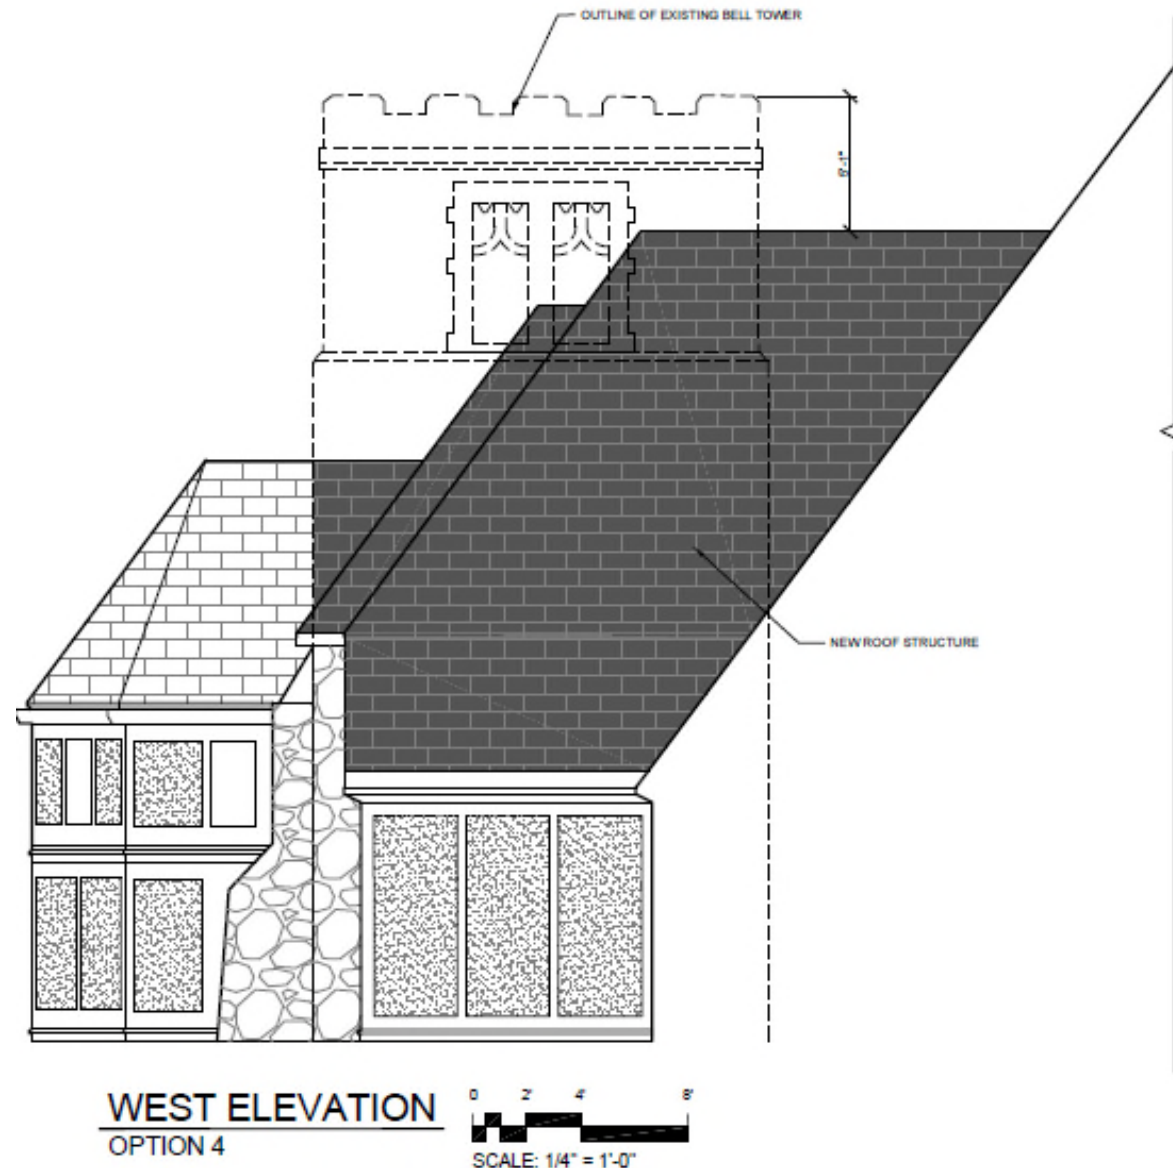 OUTLINE OF EXISTING BELL TOWER
NEW ROOF STRUCTURE
WEST ELEVATION
OPTION 4
0 2' 4' 8'
SCALE: 1/4" = 1'-0"